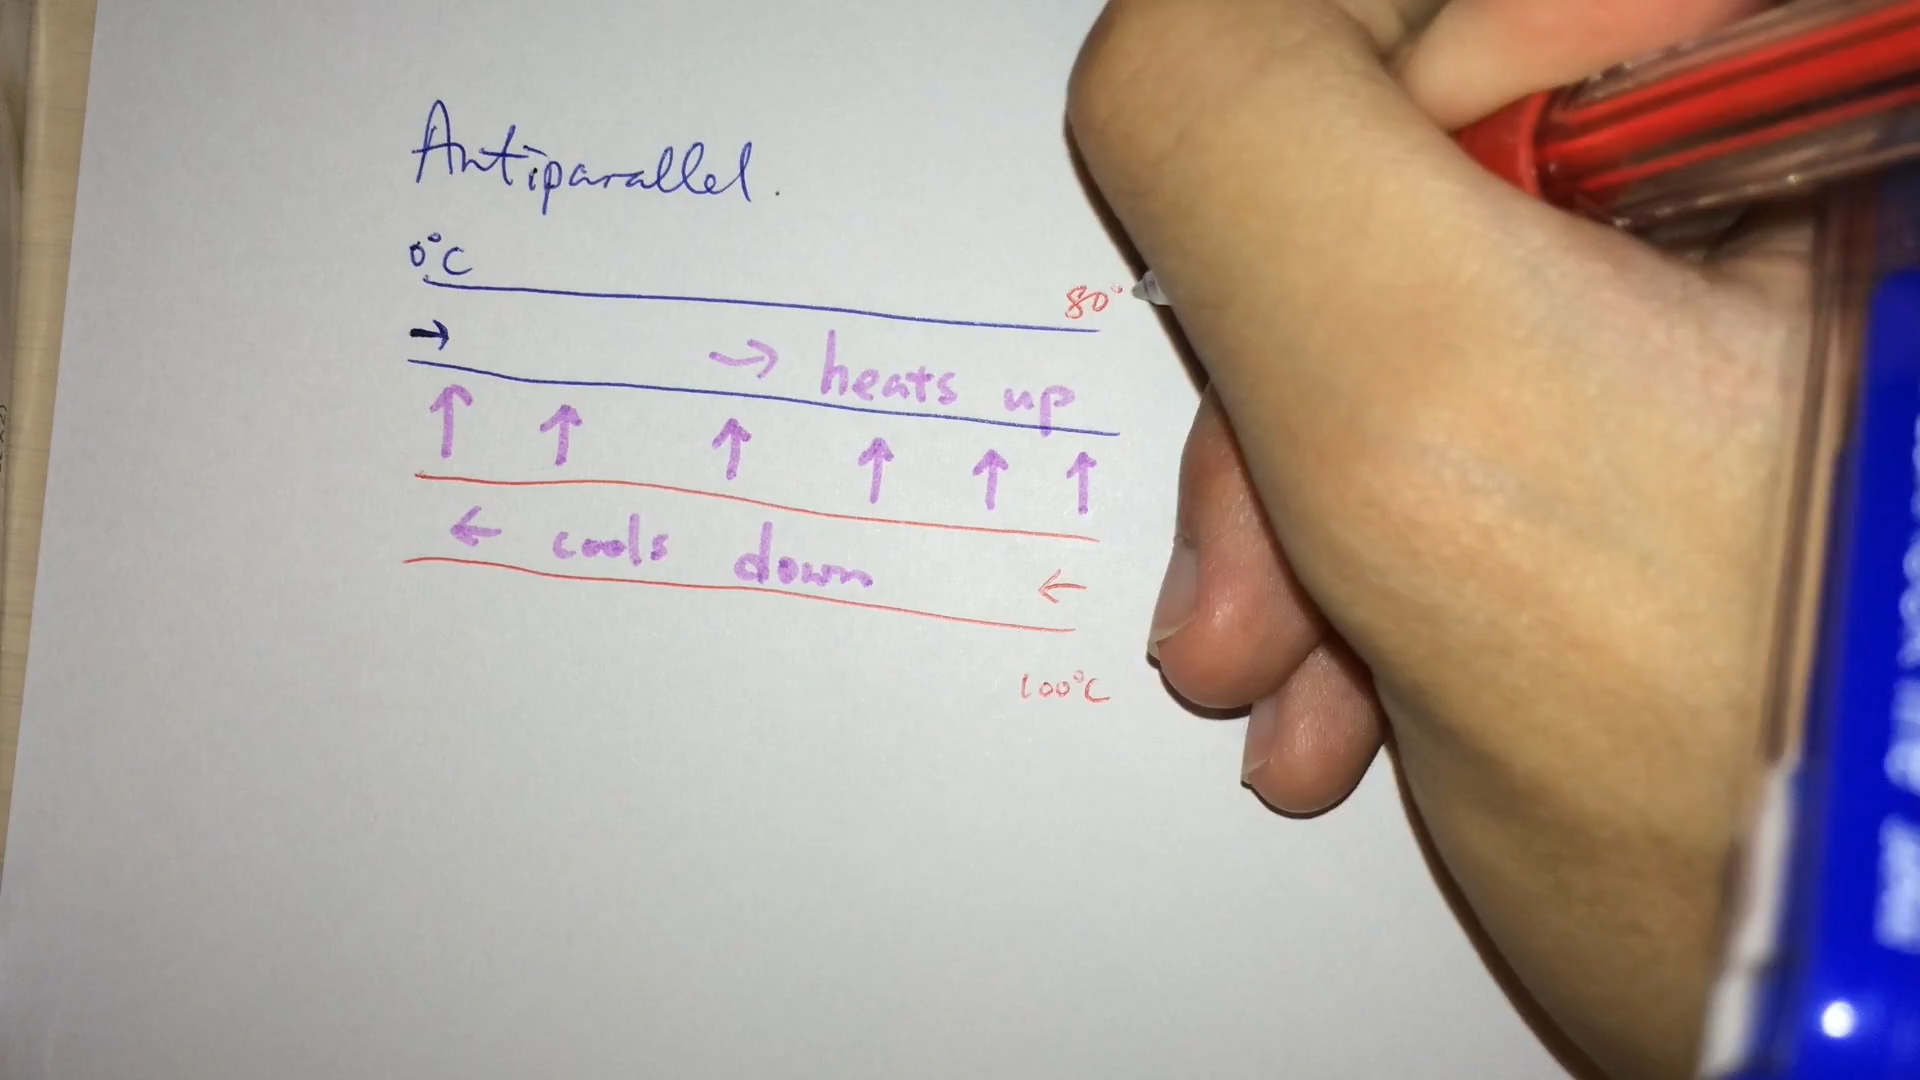 Antiparallel.
0°C
80°
→
→ heats up
↑ ↑ ↑ ↑ ↑ ↑
← cools down
←
100°C